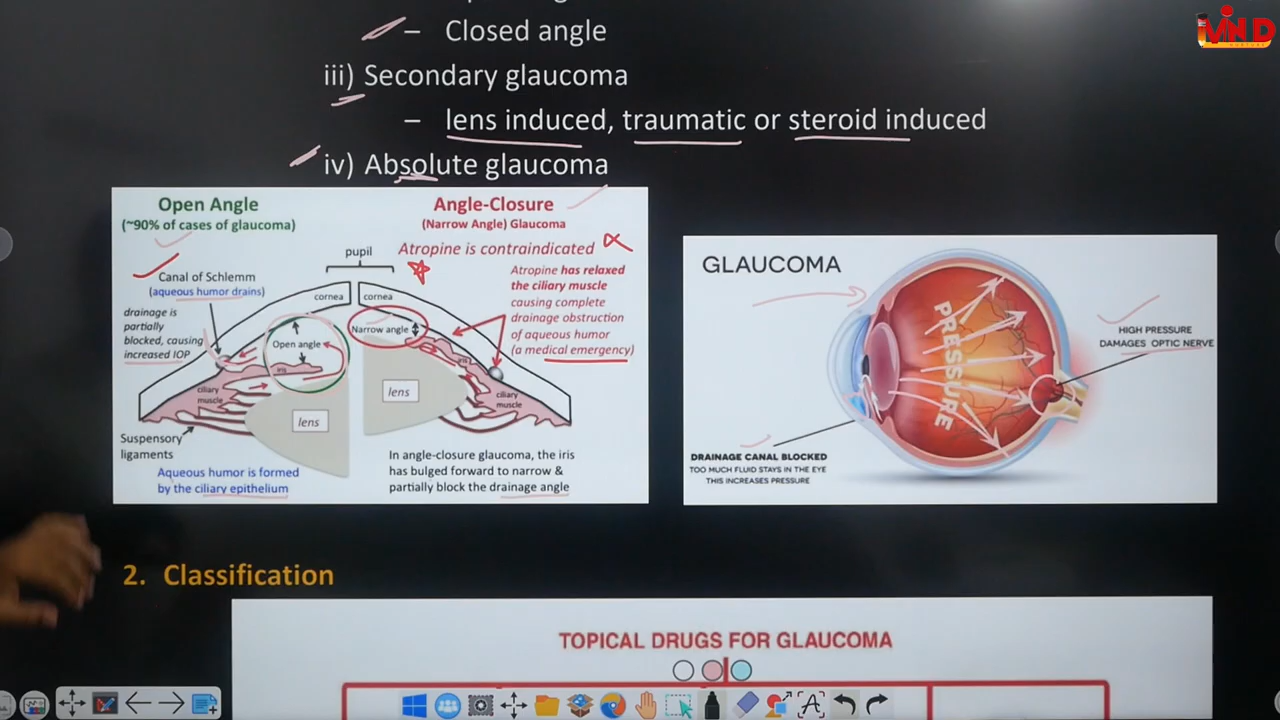 Closed angle
iii) Secondary glaucoma
– lens induced, traumatic or steroid induced
iv) Absolute glaucoma
Open Angle
(~90% of cases of glaucoma)
Angle-Closure
(Narrow Angle) Glaucoma
Atropine is contraindicated
pupil
Canal of Schlemm
(aqueous humor drains)
cornea
cornea
Atropine has relaxed
the ciliary muscle
causing complete
drainage obstruction
of aqueous humor
(a medical emergency)
drainage is
partially
blocked, causing
increased IOP
Open angle
Narrow angle
iris
ciliary
muscle
lens
lens
ciliary
muscle
Suspensory
ligaments
Aqueous humor is formed
by the ciliary epithelium
In angle-closure glaucoma, the iris
has bulged forward to narrow &
partially block the drainage angle
GLAUCOMA
PRESSURE
HIGH PRESSURE
DAMAGES OPTIC NERVE
DRAINAGE CANAL BLOCKED
TOO MUCH FLUID STAYS IN THE EYE
THIS INCREASES PRESSURE
2. Classification
TOPICAL DRUGS FOR GLAUCOMA